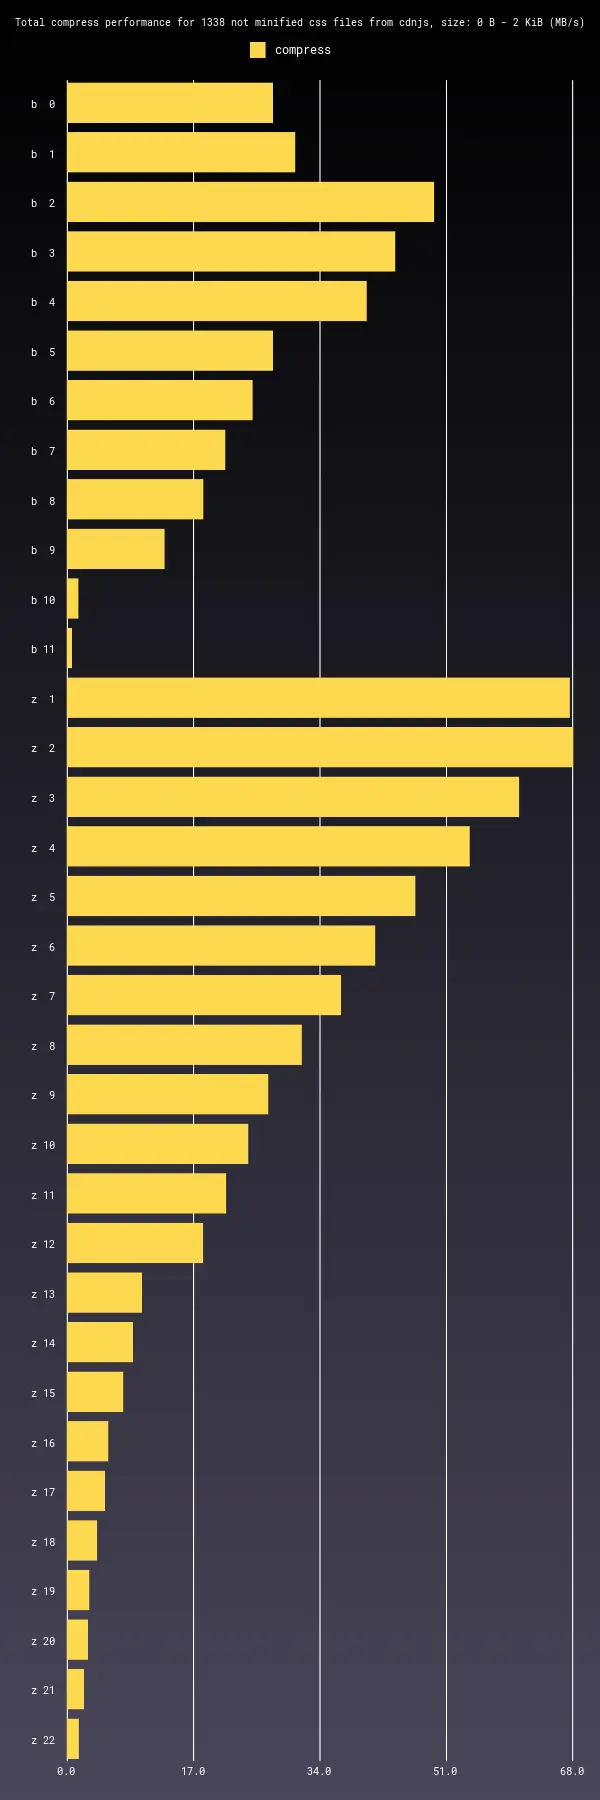 Total compress performance for 1338 not minified css files from cdnjs, size: 0 B - 2 KiB (MB/s)
compress
b 0
b 1
b 2
b 3
b 4
b 5
b 6
b 7
b 8
b 9
b 10
b 11
z 1
z 2
z 3
z 4
z 5
z 6
z 7
z 8
z 9
z 10
z 11
z 12
z 13
z 14
z 15
z 16
z 17
z 18
z 19
z 20
z 21
z 22
0.0 17.0 34.0 51.0 68.0